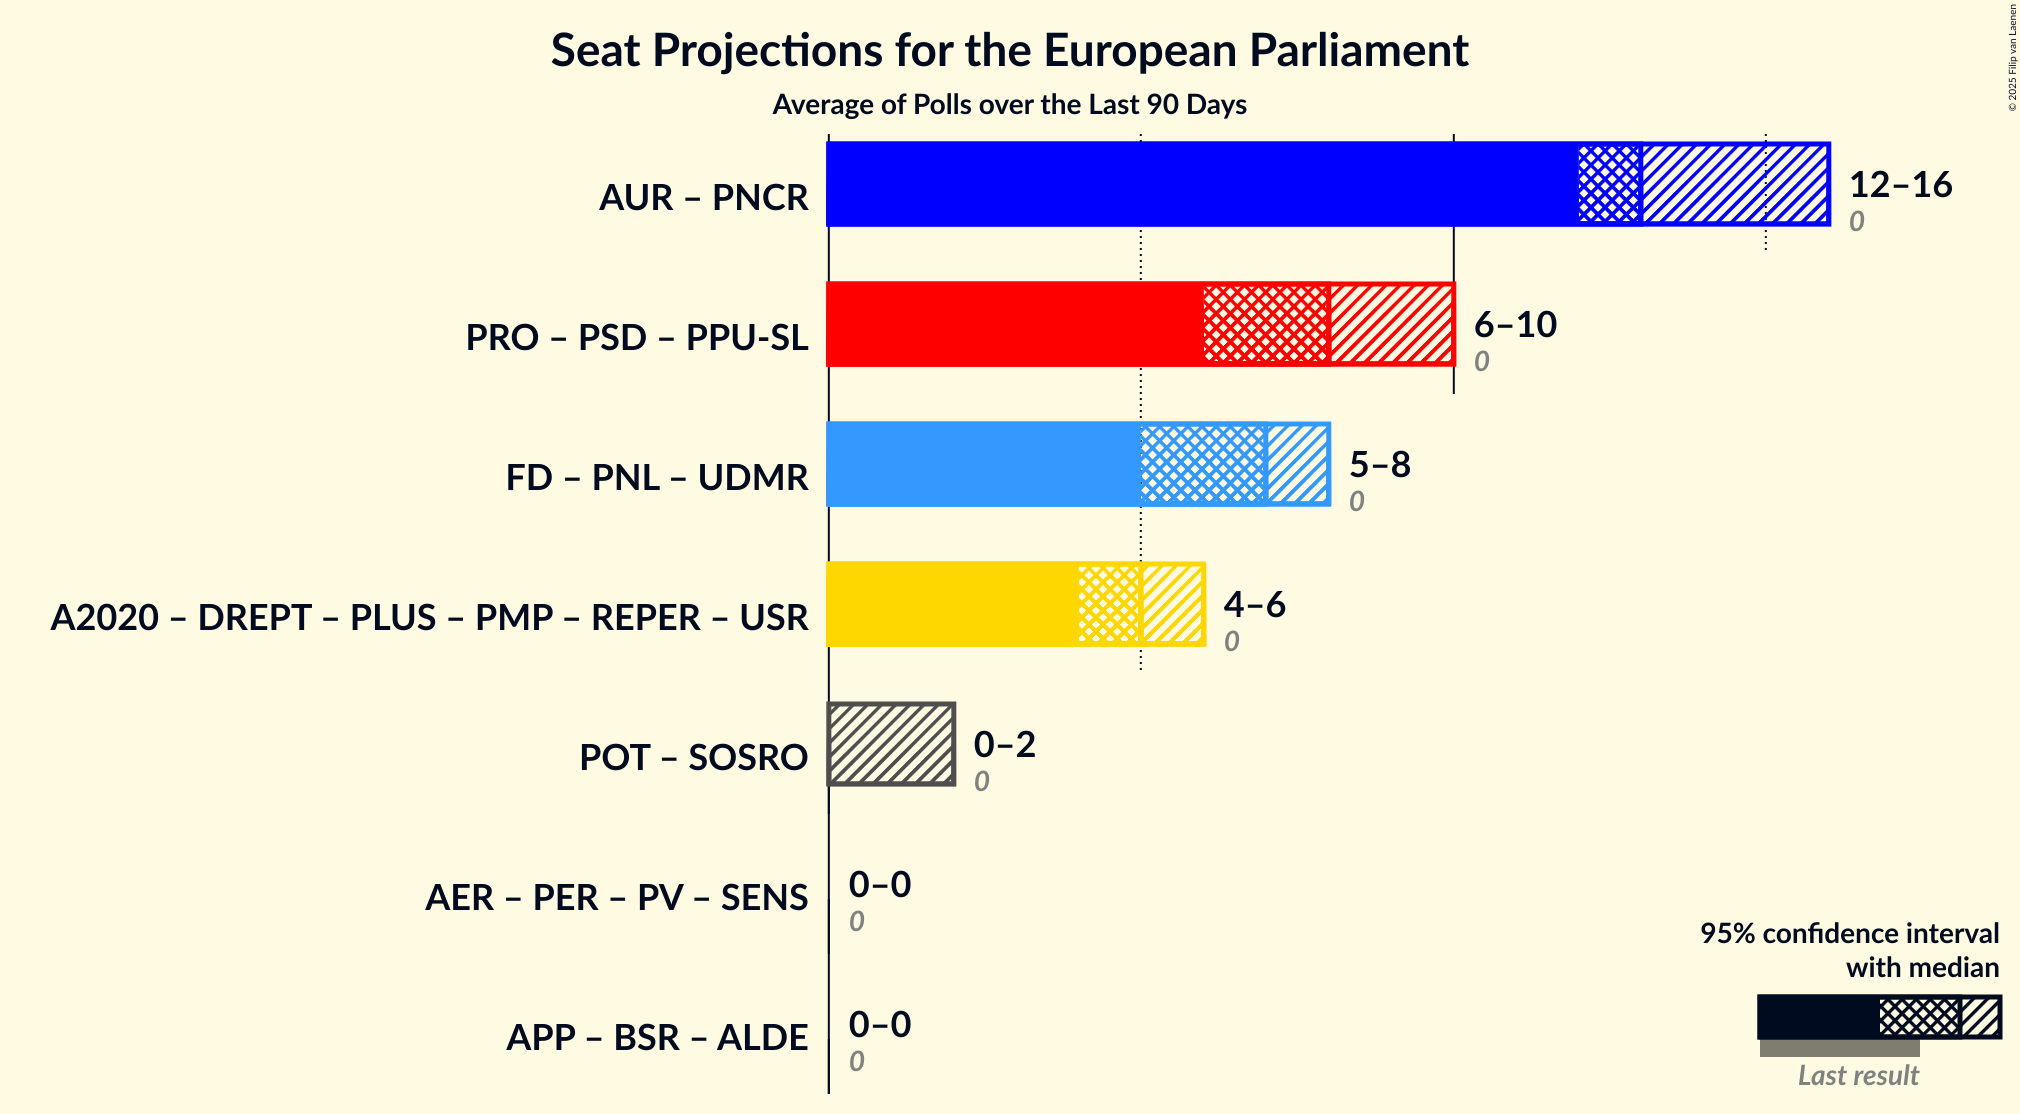 Seat Projections for the European Parliament
Average of Polls over the Last 90 Days
© 2025 Filip van Laenen
AUR – PNCR
12–16
0
PRO – PSD – PPU-SL
6–10
0
FD – PNL – UDMR
5–8
0
A2020 – DREPT – PLUS – PMP – REPER – USR
4–6
0
POT – SOSRO
0–2
0
AER – PER – PV – SENS
0–0
0
APP – BSR – ALDE
0–0
0
95% confidence interval
with median
Last result